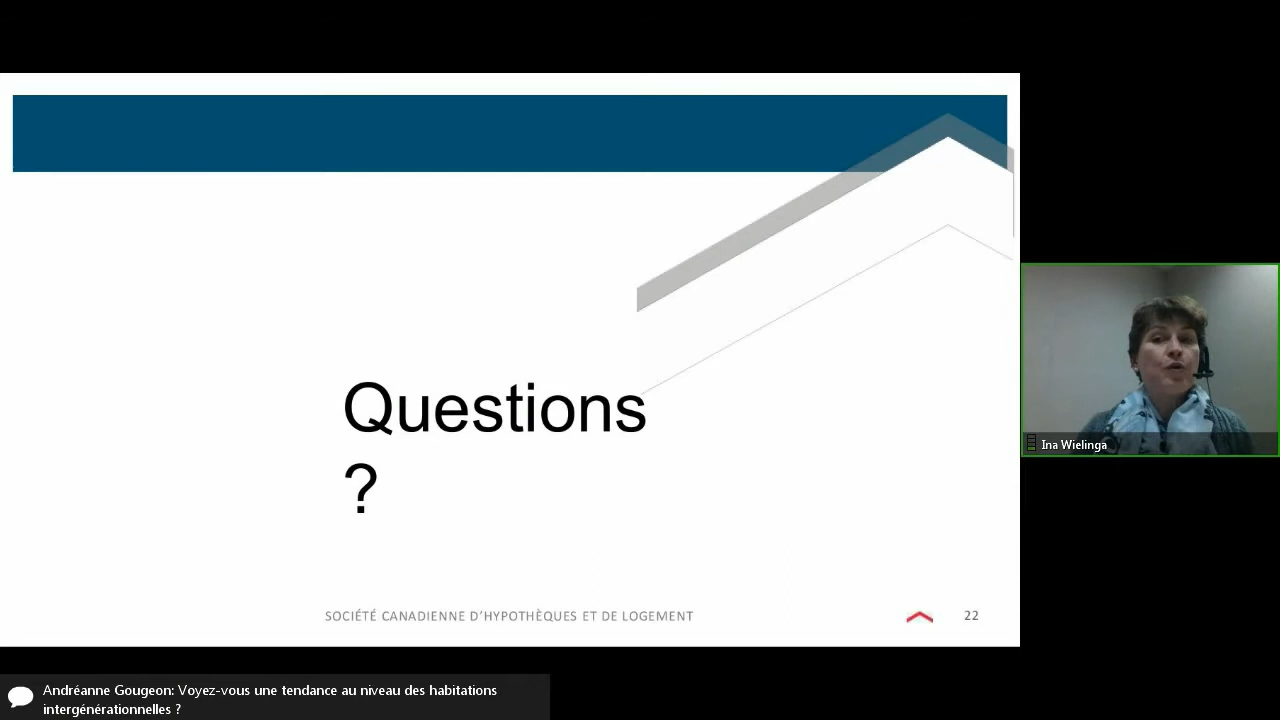 Questions
?
SOCIÉTÉ CANADIENNE D'HYPOTHÈQUES ET DE LOGEMENT
22
Ina Wielinga
Andréanne Gougeon: Voyez-vous une tendance au niveau des habitations
intergénérationnelles ?